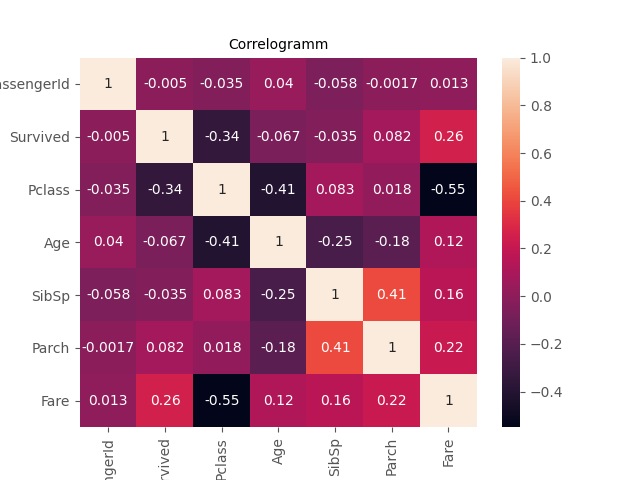 Correlogramm
ssengerId 1 -0.005 -0.035 0.04 -0.058 -0.0017 0.013
Survived -0.005 1 -0.34 -0.067 -0.035 0.082 0.26
Pclass -0.035 -0.34 1 -0.41 0.083 0.018 -0.55
Age 0.04 -0.067 -0.41 1 -0.25 -0.18 0.12
SibSp -0.058 -0.035 0.083 -0.25 1 0.41 0.16
Parch -0.0017 0.082 0.018 -0.18 0.41 1 0.22
Fare 0.013 0.26 -0.55 0.12 0.16 0.22 1
ngerId
rvived
Pclass
Age
SibSp
Parch
Fare
1.0
0.8
0.6
0.4
0.2
0.0
−0.2
−0.4